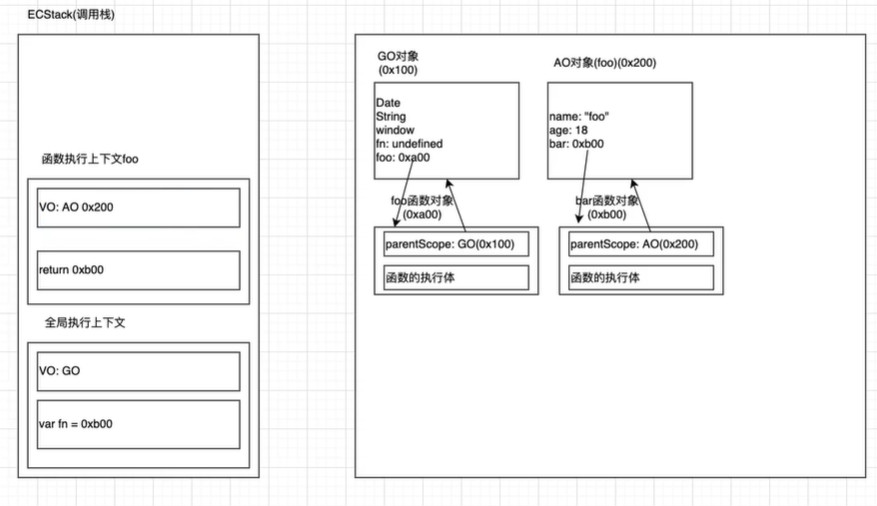 ECStack(调用栈)
函数执行上下文foo
VO: AO 0x200
return 0xb00
全局执行上下文
VO: GO
var fn = 0xb00
GO对象
(0x100)
Date
String
window
fn: undefined
foo: 0xa00
foo函数对象
(0xa00)
parentScope: GO(0x100)
函数的执行体
AO对象(foo)(0x200)
name: "foo"
age: 18
bar: 0xb00
bar函数对象
(0xb00)
parentScope: AO(0x200)
函数的执行体